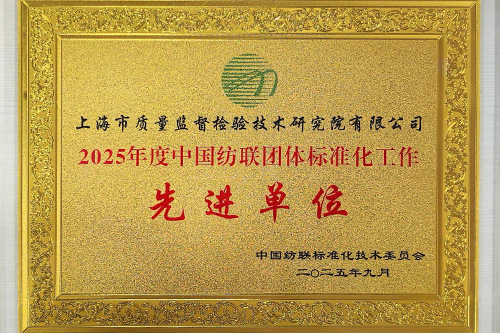 上海市质量监督检验技术研究院有限公司
2025年度中国纺联团体标准化工作
先进单位
中国纺联标准化技术委员会
二〇二五年九月